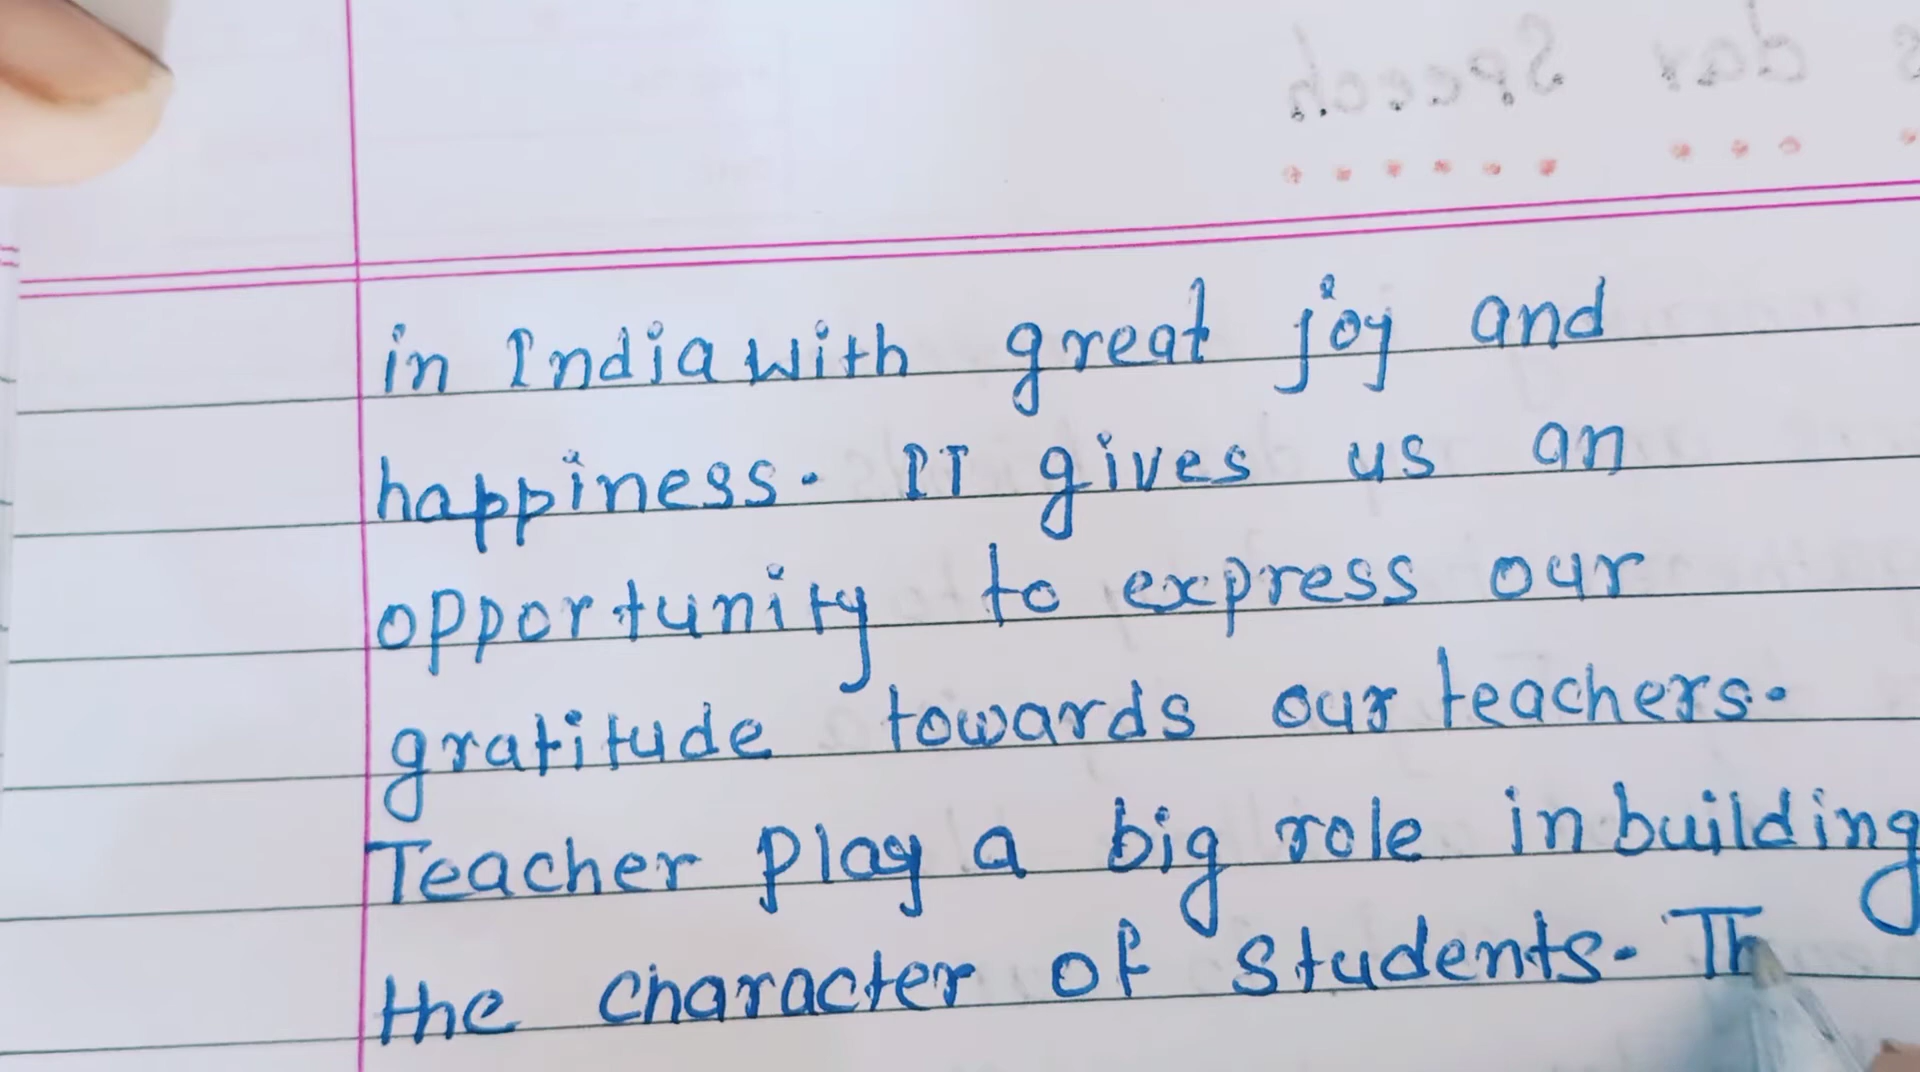 in India with great joy and
happiness. IT gives us an
opportunity to express our
gratitude towards our teachers.
Teacher play a big role in building
the character of students. Th